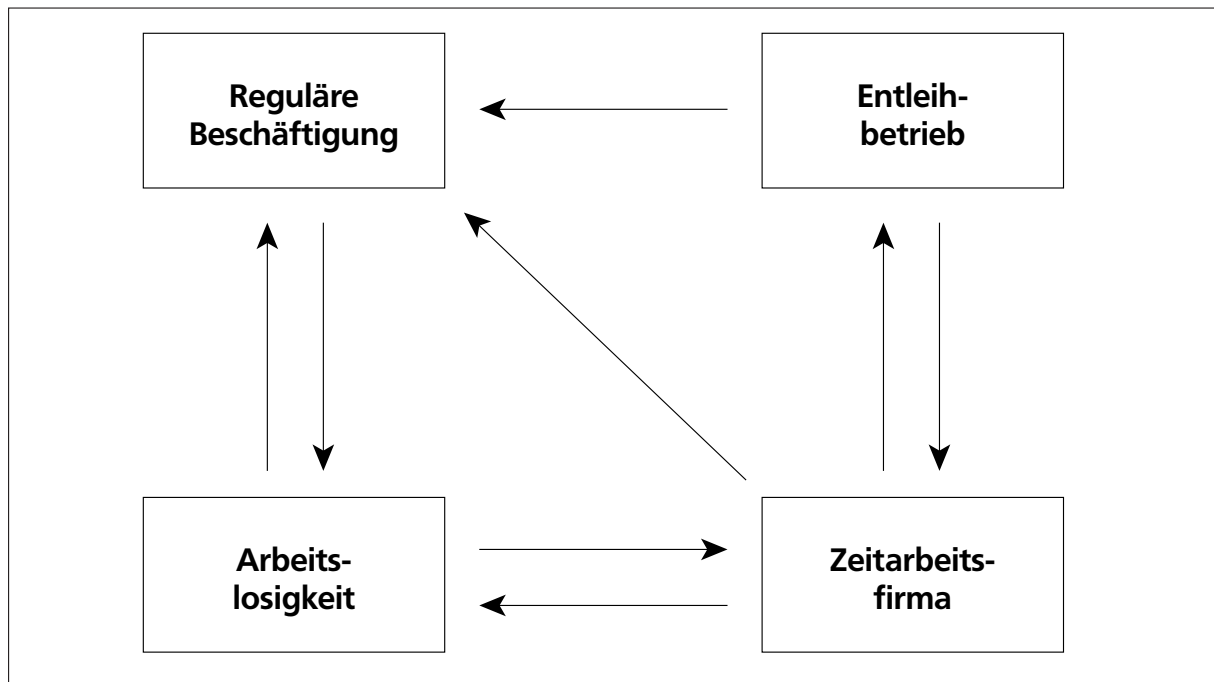 Reguläre
Beschäftigung
Entleih-
betrieb
Arbeits-
losigkeit
Zeitarbeits-
firma